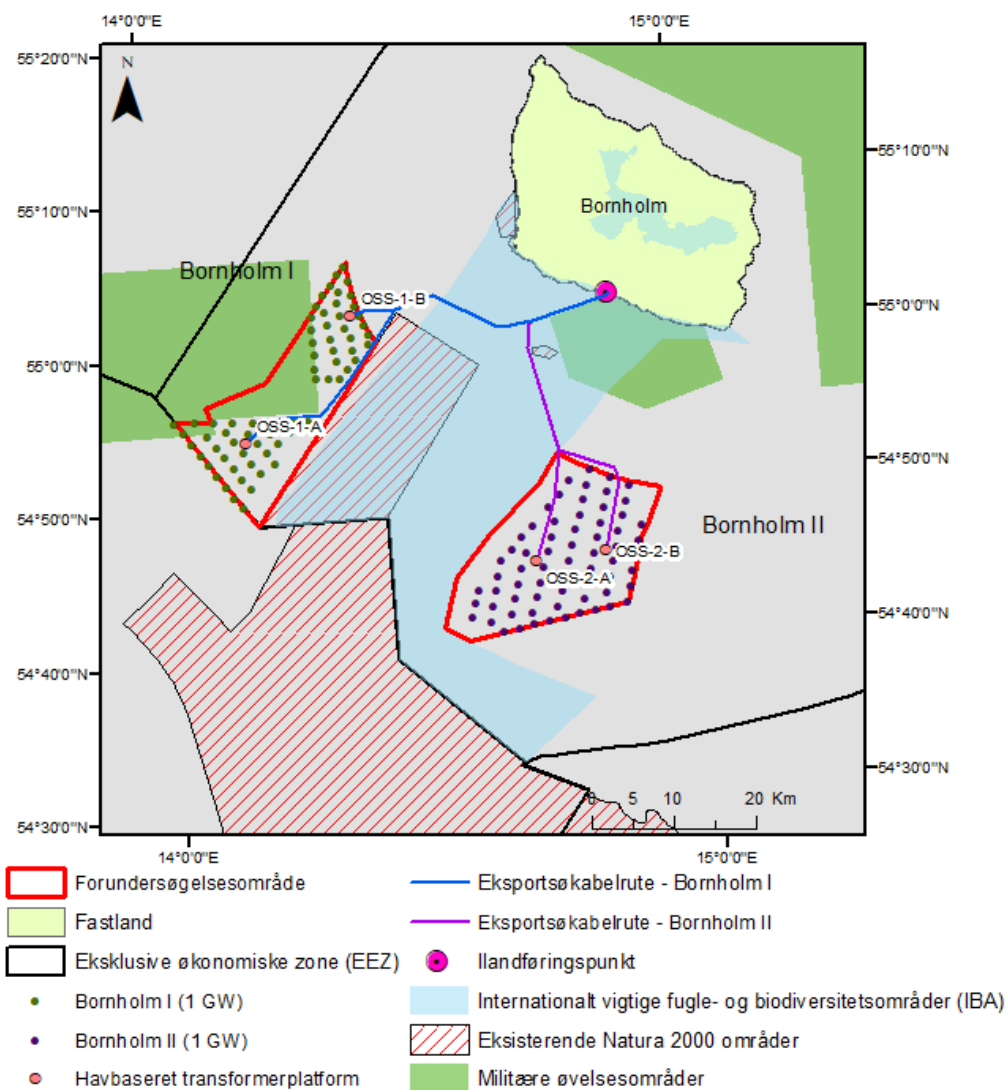 14°0'0"E 15°0'0"E
55°20'0"N
N
55°10'0"N
Bornholm
55°10'0"N
Bornholm I
OSS-1-B
55°0'0"N
55°0'0"N
OSS-1-A
54°50'0"N
54°50'0"N
Bornholm II
OSS-2-B
OSS-2-A
54°40'0"N
54°40'0"N
54°30'0"N
0 5 10 20 Km
54°30'0"N
14°0'0"E 15°0'0"E
Forundersøgelsesområde
Fastland
Eksklusive økonomiske zone (EEZ)
Bornholm I (1 GW)
Bornholm II (1 GW)
Havbaseret transformerplatform
Eksportsøkabelrute - Bornholm I
Eksportsøkabelrute - Bornholm II
Ilandføringspunkt
Internationalt vigtige fugle- og biodiversitetsområder (IBA)
Eksisterende Natura 2000 områder
Militære øvelsesområder